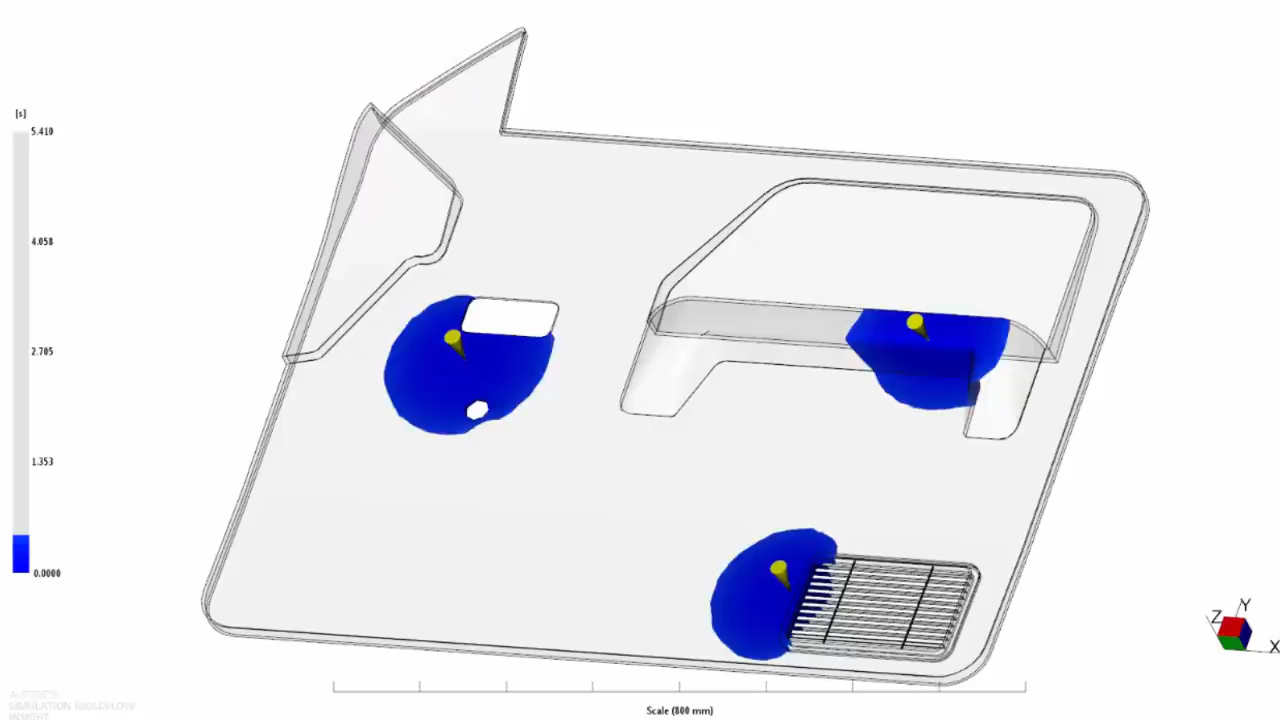 [s]
5.410
4.058
2.705
1.353
0.0000
Y
Z
X
AUTODESK
SIMULATION MOLDFLOW
INSIGHT
Scale (800 mm)